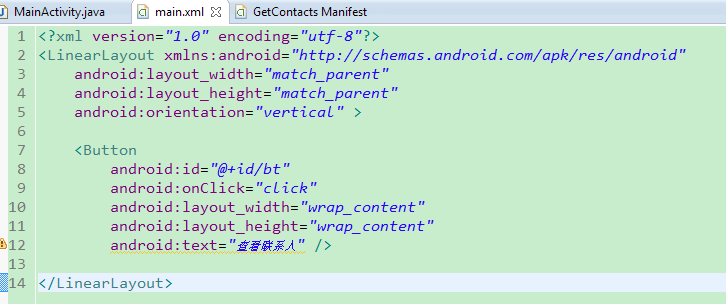 MainActivity.java main.xml GetContacts Manifest
1 <?xml version="1.0" encoding="utf-8"?>
2 <LinearLayout xmlns:android="http://schemas.android.com/apk/res/android"
3 android:layout_width="match_parent"
4 android:layout_height="match_parent"
5 android:orientation="vertical" >
6
7 <Button
8 android:id="@+id/bt"
9 android:onClick="click"
10 android:layout_width="wrap_content"
11 android:layout_height="wrap_content"
12 android:text="查看联系人" />
13
14 </LinearLayout>